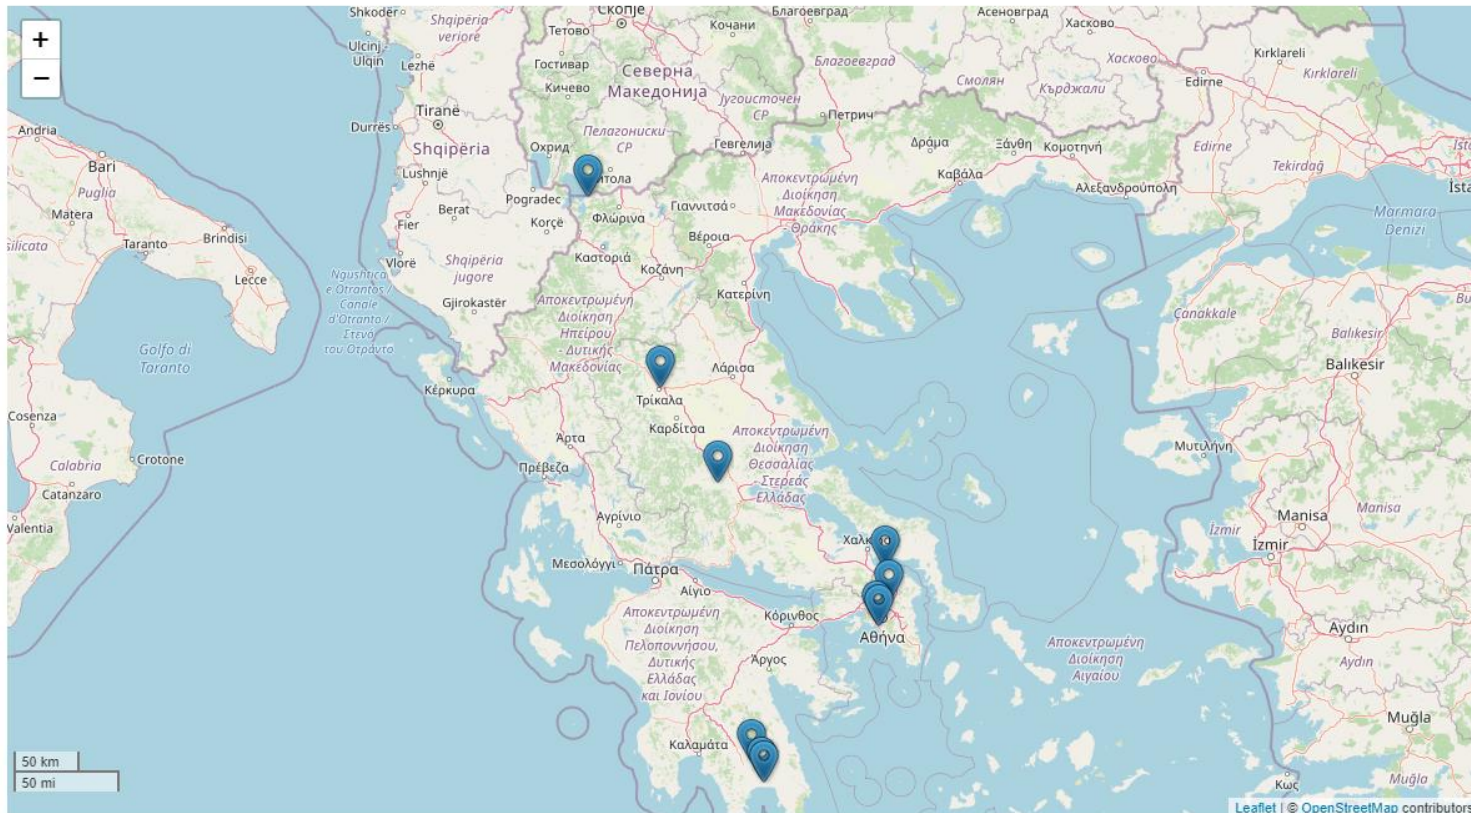 +
−
Shkodër
Shqipëria
veriore
Ulcinj -
Ulqin
Lezhë
Tiranë
Durrës
Shqipëria
Lushnjë
Pogradec
Berat
Korçë
Fier
Vlorë
Shqipëria
jugore
Gjirokastër
Скопје
Тетово
Гостивар
Кичево
Кочани
Северна
Македонија
Југоисточен
СР
Пелагониски
СР
Охрид
Гевгелија
Благоевград
Благоевград
Петрич
Асеновград
Хасково
Хасково
Смолян
Кърджали
Kırklareli
Kırklareli
Edirne
Edirne
Tekirdağ
Marmara
Denizi
Andria
Bari
Puglia
Matera
Taranto
Brindisi
Lecce
Ngushtica
e Otrantos /
Canale
d'Otranto /
Στενό
του Οτράντο
Golfo di
Taranto
Cosenza
Calabria
Crotone
Catanzaro
Δράμα
Ξάνθη
Κομοτηνή
Καβάλα
Αλεξανδρούπολη
Φλώρινα
Γιαννιτσά
Βέροια
Καστοριά
Κοζάνη
Κατερίνη
Αποκεντρωμένη
Διοίκηση
Μακεδονίας
- Θράκης
Αποκεντρωμένη
Διοίκηση
Ηπείρου
- Δυτικής
Μακεδονίας
Κέρκυρα
Τρίκαλα
Λάρισα
Καρδίτσα
Άρτα
Πρέβεζα
Αποκεντρωμένη
Διοίκηση
Θεσσαλίας
- Στερεάς
Ελλάδας
Αγρίνιο
Μεσολόγγι
Πάτρα
Αίγιο
Κόρινθος
Αθήνα
Άργος
Αποκεντρωμένη
Διοίκηση
Πελοποννήσου,
Δυτικής
Ελλάδας
και Ιονίου
Καλαμάτα
Αποκεντρωμένη
Διοίκηση
Αιγαίου
Μυτιλήνη
Çanakkale
Balıkesir
Balıkesir
Manisa
Manisa
İzmir
İzmir
Aydın
Aydın
Muğla
Muğla
Κως
50 km
50 mi
Leaflet | © OpenStreetMap contributors